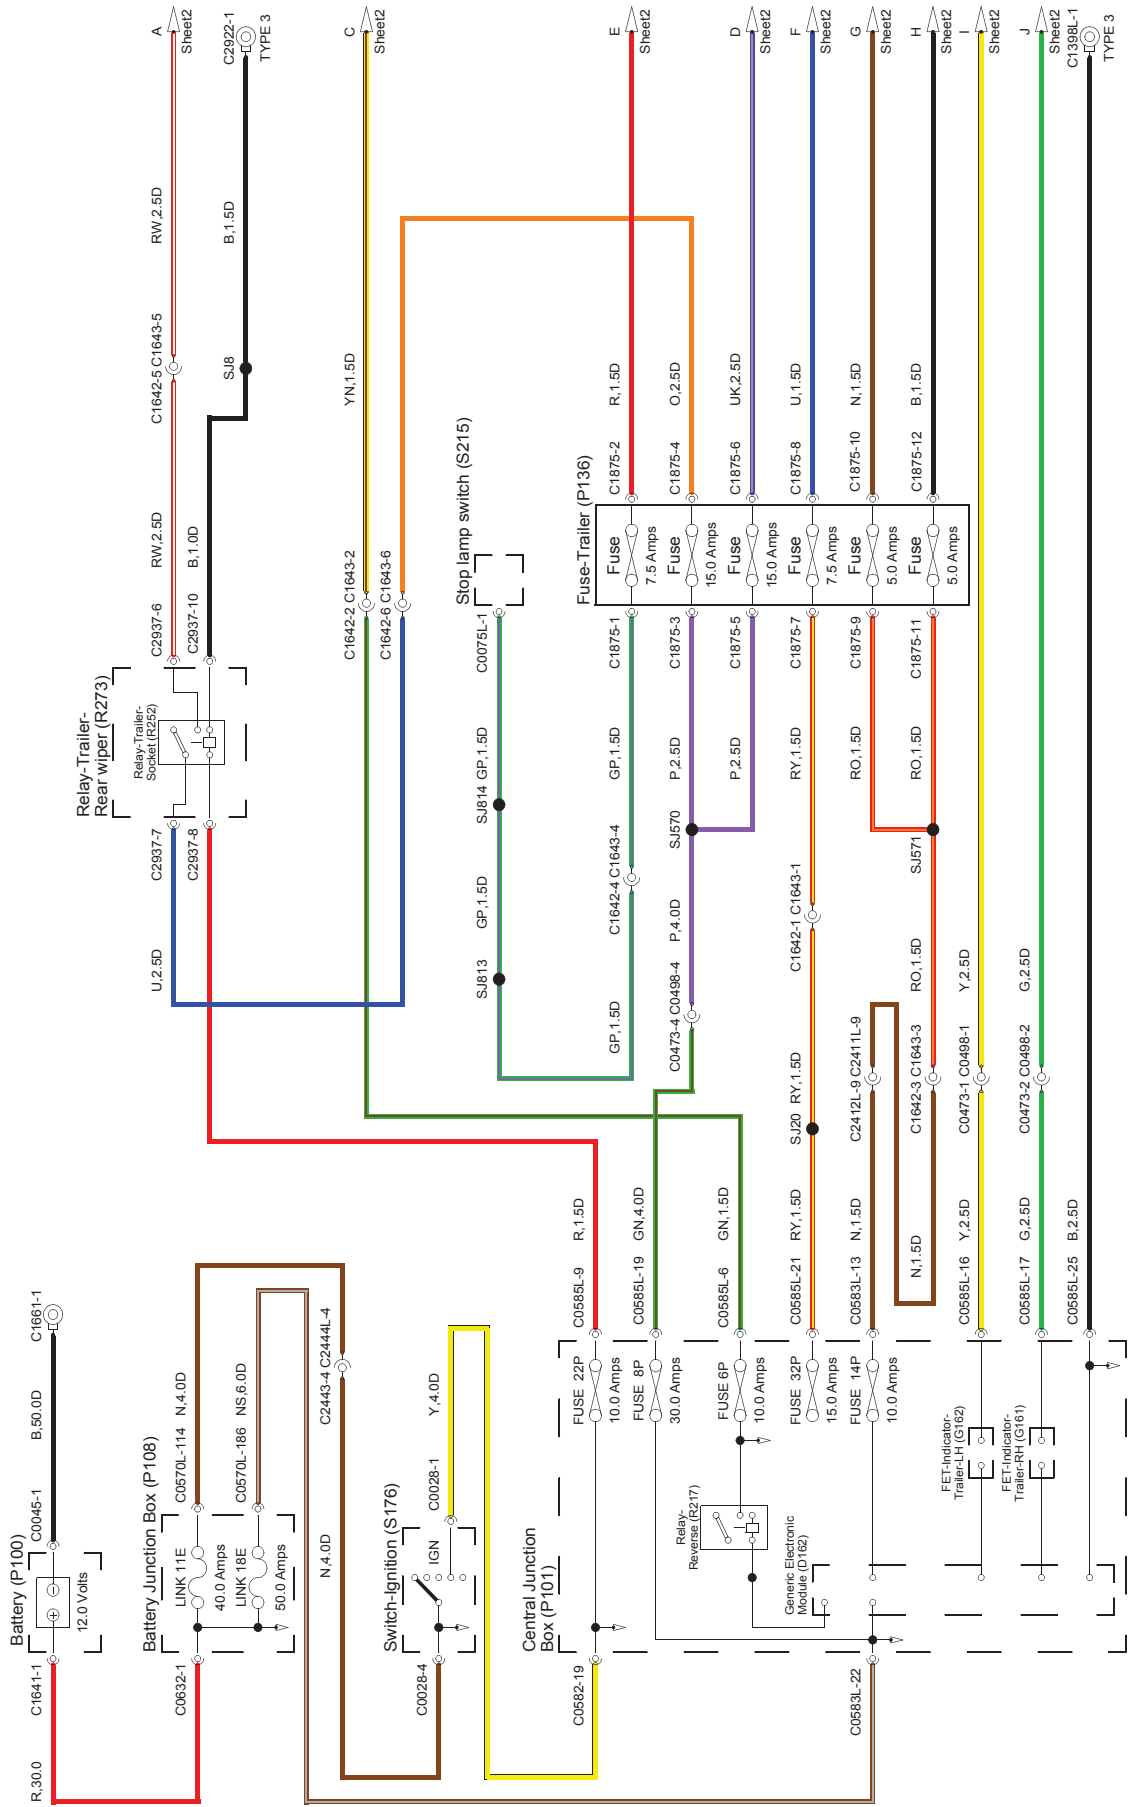 A
Sheet2
C2922-1
TYPE 3
C
Sheet2
E
Sheet2
D
Sheet2
F
Sheet2
G
Sheet2
H
Sheet2
I
Sheet2
J
Sheet2
C1398L-1
TYPE 3
RW,2.5D
B,1.5D
C1642-5 C1643-5
SJ8
YN,1.5D
R,1.5D
O,2.5D
UK,2.5D
U,1.5D
N,1.5D
B,1.5D
RW,2.5D
B,1.0D
C2937-6
C2937-10
C1642-2 C1643-2
C1642-6 C1643-6
Stop lamp switch (S215)
C0075L-1
Fuse-Trailer (P136)
C1875-2
C1875-4
C1875-6
C1875-8
C1875-10
C1875-12
Fuse
7.5 Amps
Fuse
15.0 Amps
Fuse
15.0 Amps
Fuse
7.5 Amps
Fuse
5.0 Amps
Fuse
5.0 Amps
C1875-1
C1875-3
C1875-5
C1875-7
C1875-9
C1875-11
Relay-Trailer-
Rear wiper (R273)
Relay-Trailer-
Socket (R252)
C2937-7
C2937-8
U,2.5D
SJ814 GP,1.5D
GP,1.5D
SJ813
GP,1.5D
C1642-4 C1643-4
GP,1.5D
P,2.5D
P,2.5D
SJ570
P,4.0D
C0473-4 C0498-4
RY,1.5D
C1642-1 C1643-1
SJ20 RY,1.5D
RY,1.5D
RO,1.5D
RO,1.5D
SJ571
RO,1.5D
C2412L-9 C2411L-9
C1642-3 C1643-3
Y,2.5D
C0473-1 C0498-1
G,2.5D
C0473-2 C0498-2
R,1.5D
GN,4.0D
GN,1.5D
N,1.5D
N,1.5D
Y,2.5D
G,2.5D
B,2.5D
C0585L-9
C0585L-19
C0585L-6
C0585L-21
C0583L-13
C0585L-16
C0585L-17
C0585L-25
Battery (P100)
C1661-1
B,50.0D
C0045-1
12.0 Volts
C1641-1
R,30.0
Battery Junction Box (P108)
C0570L-114 N,4.0D
C0570L-186 NS,6.0D
LINK 11E
40.0 Amps
LINK 18E
50.0 Amps
C0632-1
C2443-4 C2444L-4
N,4.0D
Switch-Ignition (S176)
C0028-1
Y,4.0D
IGN
C0028-4
Central Junction
Box (P101)
FUSE 22P
10.0 Amps
FUSE 8P
30.0 Amps
FUSE 6P
10.0 Amps
FUSE 32P
15.0 Amps
FUSE 14P
10.0 Amps
Relay-
Reverse (R217)
Generic Electronic
Module (D162)
FET-Indicator-
Trailer-LH (G162)
FET-Indicator-
Trailer-RH (G161)
C0582-19
C0583L-22